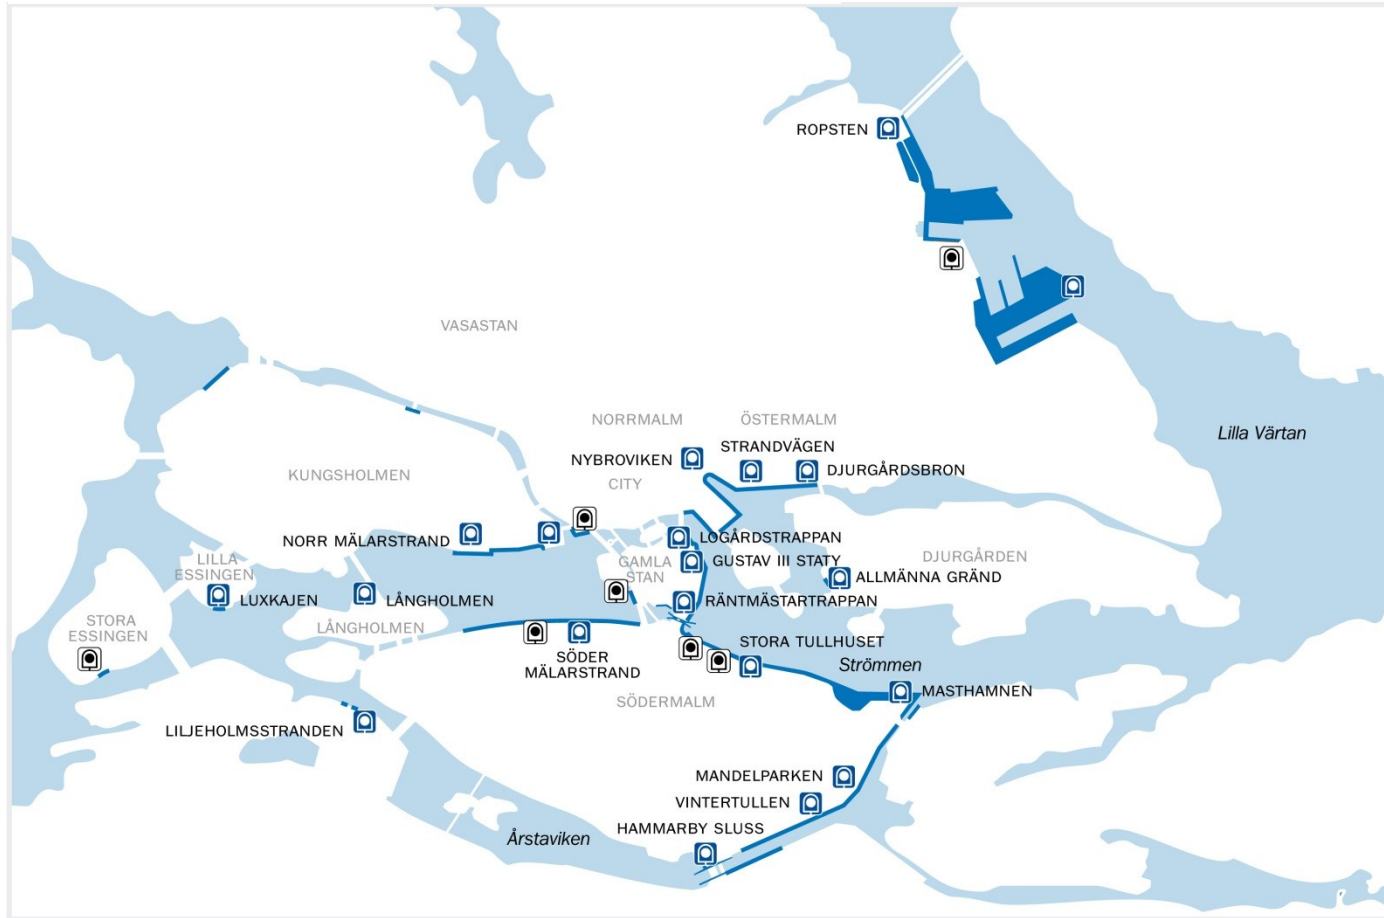 ROPSTEN
VASASTAN
NORRMALM
ÖSTERMALM
STRANDVÄGEN
Lilla Värtan
NYBROVIKEN
DJURGÅRDSBRON
KUNGSHOLMEN
CITY
NORR MÄLARSTRAND
LOGÅRDSTRAPPAN
LILLA
ESSINGEN
GAMLA
STAN
GUSTAV III STATY
DJURGÅRDEN
ALLMÄNNA GRÄND
LUXKAJEN
LÅNGHOLMEN
RÄNTMÄSTARTRAPPAN
STORA
ESSINGEN
LÅNGHOLMEN
STORA TULLHUSET
SÖDER
MÄLARSTRAND
Strömmen
MASTHAMNEN
SÖDERMALM
LILJEHOLMSSTRANDEN
MANDELPARKEN
VINTERTULLEN
HAMMARBY SLUSS
Årstaviken